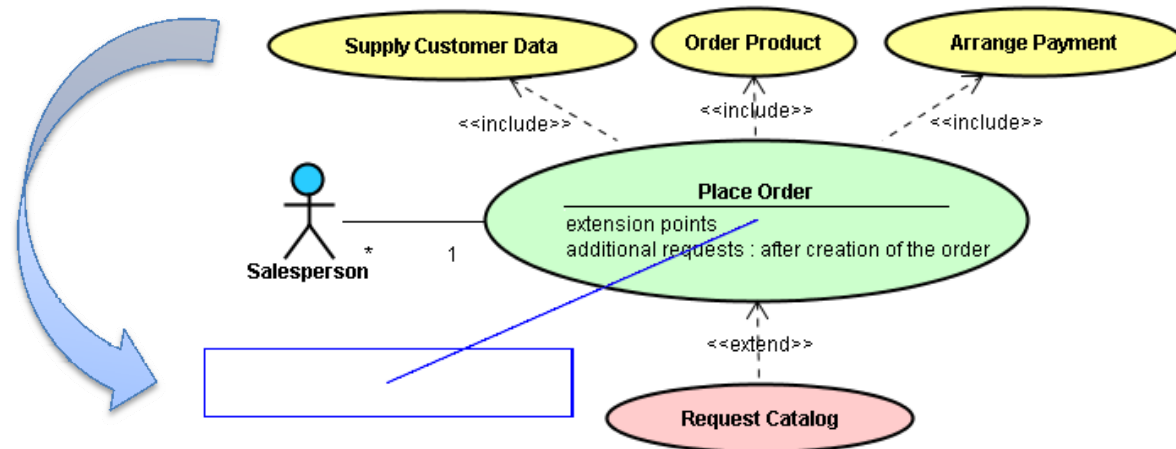 Supply Customer Data
Order Product
Arrange Payment
<<include>>
<<include>>
<<include>>
Place Order
extension points
additional requests : after creation of the order
*
1
Salesperson
<<extend>>
Request Catalog